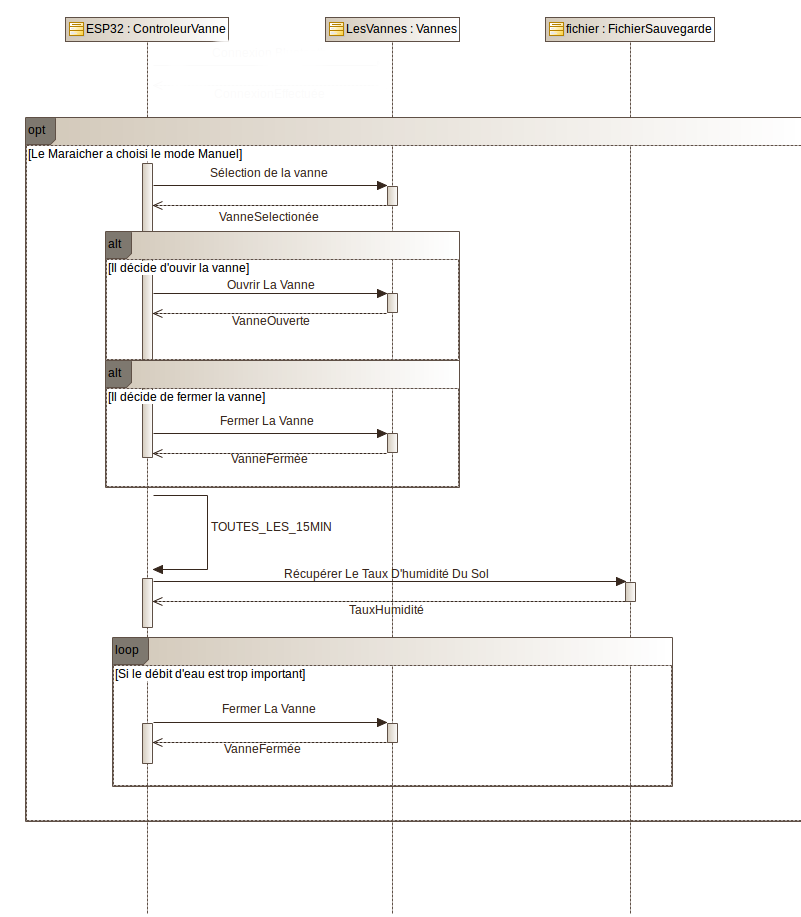 ESP32 : ControleurVanne
LesVannes : Vannes
fichier : FichierSauvegarde
opt
[Le Maraicher a choisi le mode Manuel]
Sélection de la vanne
VanneSelectionée
alt
[Il décide d'ouvir la vanne]
Ouvrir La Vanne
VanneOuverte
alt
[Il décide de fermer la vanne]
Fermer La Vanne
VanneFermée
TOUTES_LES_15MIN
Récupérer Le Taux D'humidité Du Sol
TauxHumidité
loop
[Si le débit d'eau est trop important]
Fermer La Vanne
VanneFermée